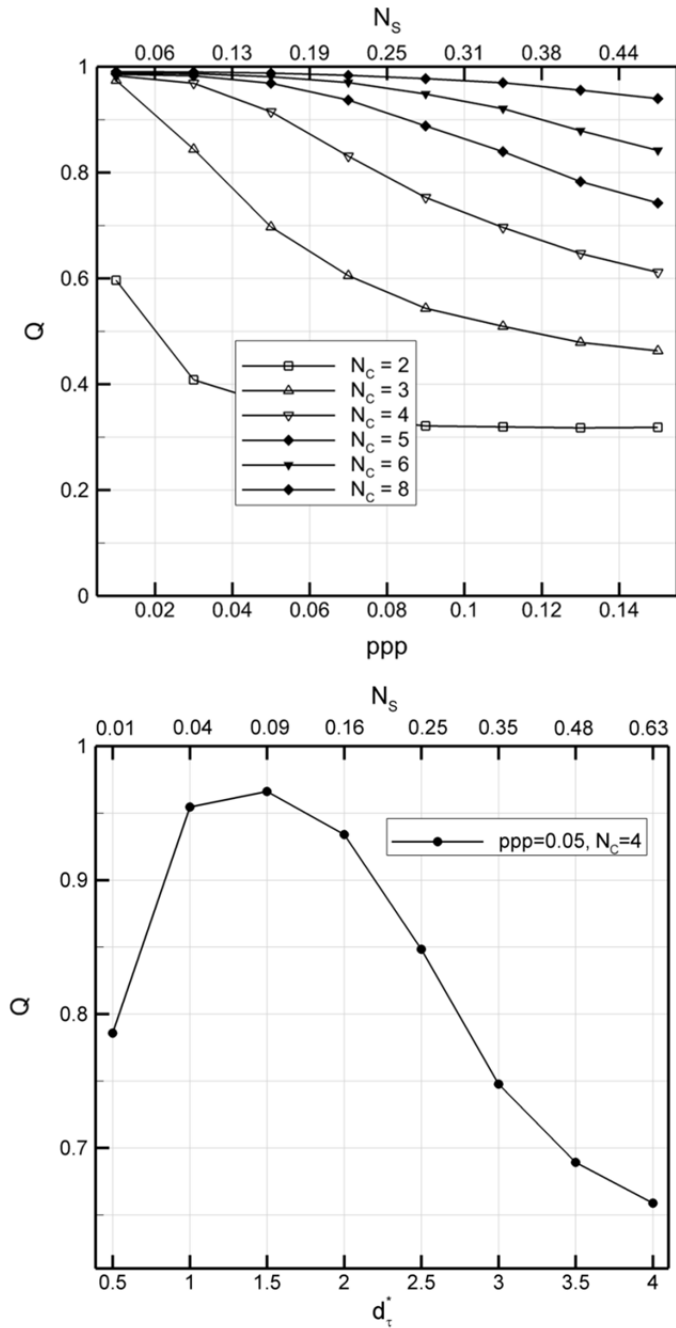 N_S
0.06 0.13 0.19 0.25 0.31 0.38 0.44
1
0.8
0.6
0.4
0.2
0
Q
N_C = 2
N_C = 3
N_C = 4
N_C = 5
N_C = 6
N_C = 8
0.02 0.04 0.06 0.08 0.1 0.12 0.14
ppp
N_S
0.01 0.04 0.09 0.16 0.25 0.35 0.48 0.63
1
0.9
0.8
0.7
Q
ppp=0.05, N_C=4
0.5 1 1.5 2 2.5 3 3.5 4
d_τ^*